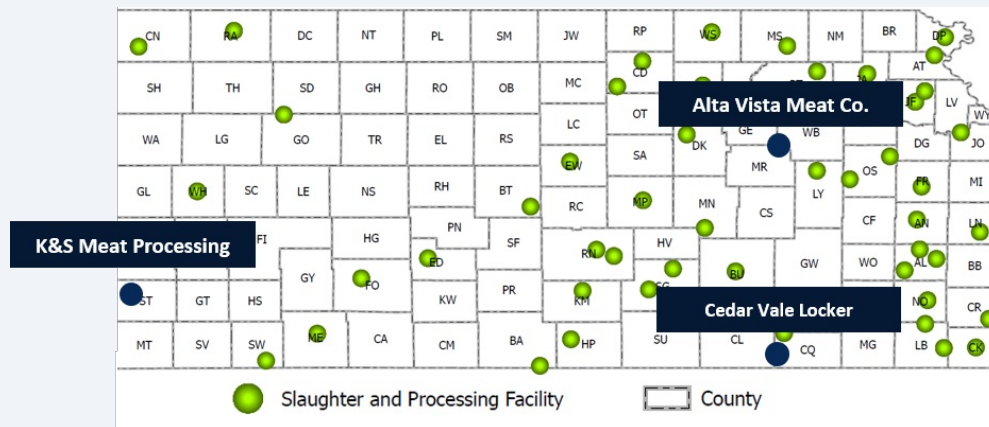 CN RA DC NT PL SM JW RP WS MS NM BR DP
SH TH SD GH RO OB MC CD AT
JA JF LV WY
Alta Vista Meat Co.
WA LG GO TR EL RS LC OT GE WB DG JO
GL WH SC LE NS RH BT EW SA DK MR LY OS FR MI
RC MP MN CS CF AN LN
K&S Meat Processing
FI HG PN SF RN HV BU GW WO AL BB
ST GT HS GY FO ED KW PR KM SG NO CR
Cedar Vale Locker
MT SV SW ME CA CM BA HP SU CL CQ MG LB CK
Slaughter and Processing Facility
County